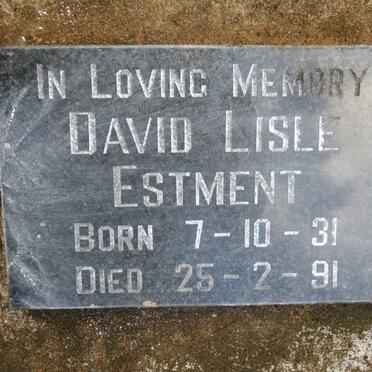 IN LOVING MEMORY
DAVID LISLE
ESTMENT
BORN 7-10-31
DIED 25-2-91